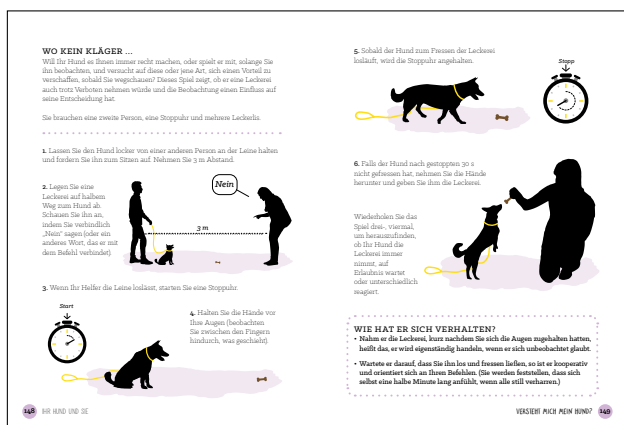 WO KEIN KLÄGER ...
Will Ihr Hund es Ihnen immer recht machen, oder spielt er mit, solange Sie
ihn beobachten, und versucht auf diese oder jene Art, sich einen Vorteil zu
verschaffen, sobald Sie wegschauen? Dieses Spiel zeigt, ob er eine Leckerei
auch trotz Verboten nehmen würde und die Beobachtung einen Einfluss auf
seine Entscheidung hat.
Sie brauchen eine zweite Person, eine Stoppuhr und mehrere Leckerlis.
1. Lassen Sie den Hund locker von einer anderen Person an der Leine halten
und fordern Sie ihn zum Sitzen auf. Nehmen Sie 3 m Abstand.
2. Legen Sie eine
Leckerei auf halbem
Weg zum Hund ab.
Schauen Sie ihn an,
indem Sie verbindlich
„Nein" sagen (oder ein
anderes Wort, das er mit
dem Befehl verbindet).
Nein
3 m
3. Wenn Ihr Helfer die Leine loslässt, starten Sie eine Stoppuhr.
Start
4. Halten Sie die Hände vor
Ihre Augen (beobachten
Sie zwischen den Fingern
hindurch, was geschieht).
148 IHR HUND UND SIE
5. Sobald der Hund zum Fressen der Leckerei
losläuft, wird die Stoppuhr angehalten.
Stopp
6. Falls der Hund nach gestoppten 30 s
nicht gefressen hat, nehmen Sie die Hände
herunter und geben Sie ihm die Leckerei.
Wiederholen Sie das
Spiel drei-, viermal,
um herauszufinden,
ob Ihr Hund die
Leckerei immer
nimmt, auf
Erlaubnis wartet
oder unterschiedlich
reagiert.
WIE HAT ER SICH VERHALTEN?
• Nahm er die Leckerei, kurz nachdem Sie sich die Augen zugehalten hatten,
heißt das, er wird eigenständig handeln, wenn er sich unbeobachtet glaubt.
• Wartete er darauf, dass Sie ihn los und fressen ließen, so ist er kooperativ
und orientiert sich an Ihren Befehlen. (Sie werden feststellen, dass sich
selbst eine halbe Minute lang anfühlt, wenn alle still verharren.)
VERSTEHT MICH MEIN HUND? 149